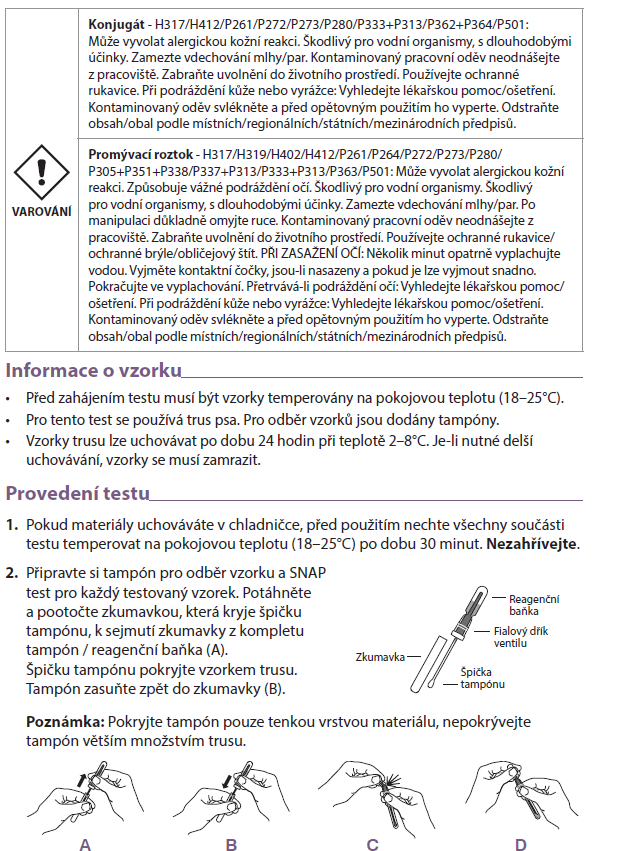 Konjugát - H317/H412/P261/P272/P273/P280/P333+P313/P362+P364/P501:
Může vyvolat alergickou kožní reakci. Škodlivý pro vodní organismy, s dlouhodobými
účinky. Zamezte vdechování mlhy/par. Kontaminovaný pracovní oděv neodnášejte
z pracoviště. Zabraňte uvolnění do životního prostředí. Používejte ochranné
rukavice. Při podráždění kůže nebo vyrážce: Vyhledejte lékařskou pomoc/ošetření.
Kontaminovaný oděv svlékněte a před opětovným použitím ho vyperte. Odstraňte
obsah/obal podle místních/regionálních/státních/mezinárodních předpisů.
VAROVÁNÍ
Promývací roztok - H317/H319/H402/H412/P261/P264/P272/P273/P280/
P305+P351+P338/P337+P313/P333+P313/P363/P501: Může vyvolat alergickou kožní
reakci. Způsobuje vážné podráždění očí. Škodlivý pro vodní organismy. Škodlivý
pro vodní organismy, s dlouhodobými účinky. Zamezte vdechování mlhy/par. Po
manipulaci důkladně omyjte ruce. Kontaminovaný pracovní oděv neodnášejte z
pracoviště. Zabraňte uvolnění do životního prostředí. Používejte ochranné rukavice/
ochranné brýle/obličejový štít. PŘI ZASAŽENÍ OČÍ: Několik minut opatrně vyplachujte
vodou. Vyjměte kontaktní čočky, jsou-li nasazeny a pokud je lze vyjmout snadno.
Pokračujte ve vyplachování. Přetrvává-li podráždění očí: Vyhledejte lékařskou pomoc/
ošetření. Při podráždění kůže nebo vyrážce: Vyhledejte lékařskou pomoc/ošetření.
Kontaminovaný oděv svlékněte a před opětovným použitím ho vyperte. Odstraňte
obsah/obal podle místních/regionálních/státních/mezinárodních předpisů.
Informace o vzorku
• Před zahájením testu musí být vzorky temperovány na pokojovou teplotu (18–25°C).
• Pro tento test se používá trus psa. Pro odběr vzorků jsou dodány tampóny.
• Vzorky trusu lze uchovávat po dobu 24 hodin při teplotě 2–8°C. Je-li nutné delší
uchovávání, vzorky se musí zamrazit.
Provedení testu
1. Pokud materiály uchováváte v chladničce, před použitím nechte všechny součásti
testu temperovat na pokojovou teplotu (18–25°C) po dobu 30 minut. Nezahřívejte.
2. Připravte si tampón pro odběr vzorku a SNAP
test pro každý testovaný vzorek. Potáhněte
a pootočte zkumavkou, která kryje špičku
tampónu, k sejmutí zkumavky z kompletu
tampón / reagenční baňka (A).
Špičku tampónu pokryjte vzorkem trusu.
Tampón zasuňte zpět do zkumavky (B).
Reagenční
baňka
Fialový dřík
ventilu
Zkumavka
Špička
tampónu
Poznámka: Pokryjte tampón pouze tenkou vrstvou materiálu, nepokrývejte
tampón větším množstvím trusu.
A B C D